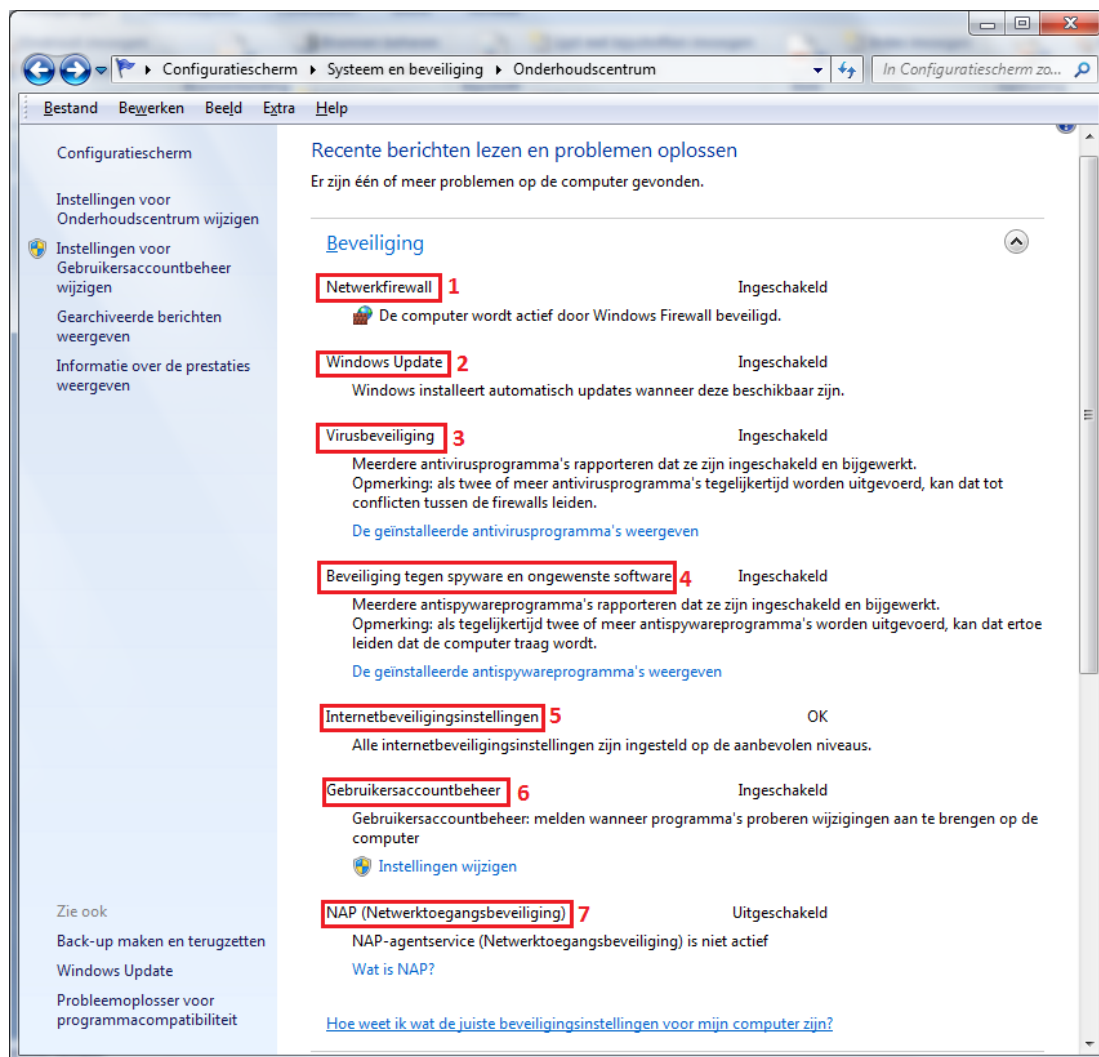 Configuratiescherm ▸ Systeem en beveiliging ▸ Onderhoudscentrum
In Configuratiescherm zo...
Bestand Bewerken Beeld Extra Help
Configuratiescherm
Instellingen voor
Onderhoudscentrum wijzigen
Instellingen voor
Gebruikersaccountbeheer
wijzigen
Gearchiveerde berichten
weergeven
Informatie over de prestaties
weergeven
Zie ook
Back-up maken en terugzetten
Windows Update
Probleemoplosser voor
programmacompatibiliteit
Recente berichten lezen en problemen oplossen
Er zijn één of meer problemen op de computer gevonden.
Beveiliging
Netwerkfirewall 1 Ingeschakeld
De computer wordt actief door Windows Firewall beveiligd.
Windows Update 2 Ingeschakeld
Windows installeert automatisch updates wanneer deze beschikbaar zijn.
Virusbeveiliging 3 Ingeschakeld
Meerdere antivirusprogramma's rapporteren dat ze zijn ingeschakeld en bijgewerkt.
Opmerking: als twee of meer antivirusprogramma's tegelijkertijd worden uitgevoerd, kan dat tot
conflicten tussen de firewalls leiden.
De geïnstalleerde antivirusprogramma's weergeven
Beveiliging tegen spyware en ongewenste software 4 Ingeschakeld
Meerdere antispywareprogramma's rapporteren dat ze zijn ingeschakeld en bijgewerkt.
Opmerking: als tegelijkertijd twee of meer antispywareprogramma's worden uitgevoerd, kan dat ertoe
leiden dat de computer traag wordt.
De geïnstalleerde antispywareprogramma's weergeven
Internetbeveiligingsinstellingen 5 OK
Alle internetbeveiligingsinstellingen zijn ingesteld op de aanbevolen niveaus.
Gebruikersaccountbeheer 6 Ingeschakeld
Gebruikersaccountbeheer: melden wanneer programma's proberen wijzigingen aan te brengen op de
computer
Instellingen wijzigen
NAP (Netwerktoegangsbeveiliging) 7 Uitgeschakeld
NAP-agentservice (Netwerktoegangsbeveiliging) is niet actief
Wat is NAP?
Hoe weet ik wat de juiste beveiligingsinstellingen voor mijn computer zijn?